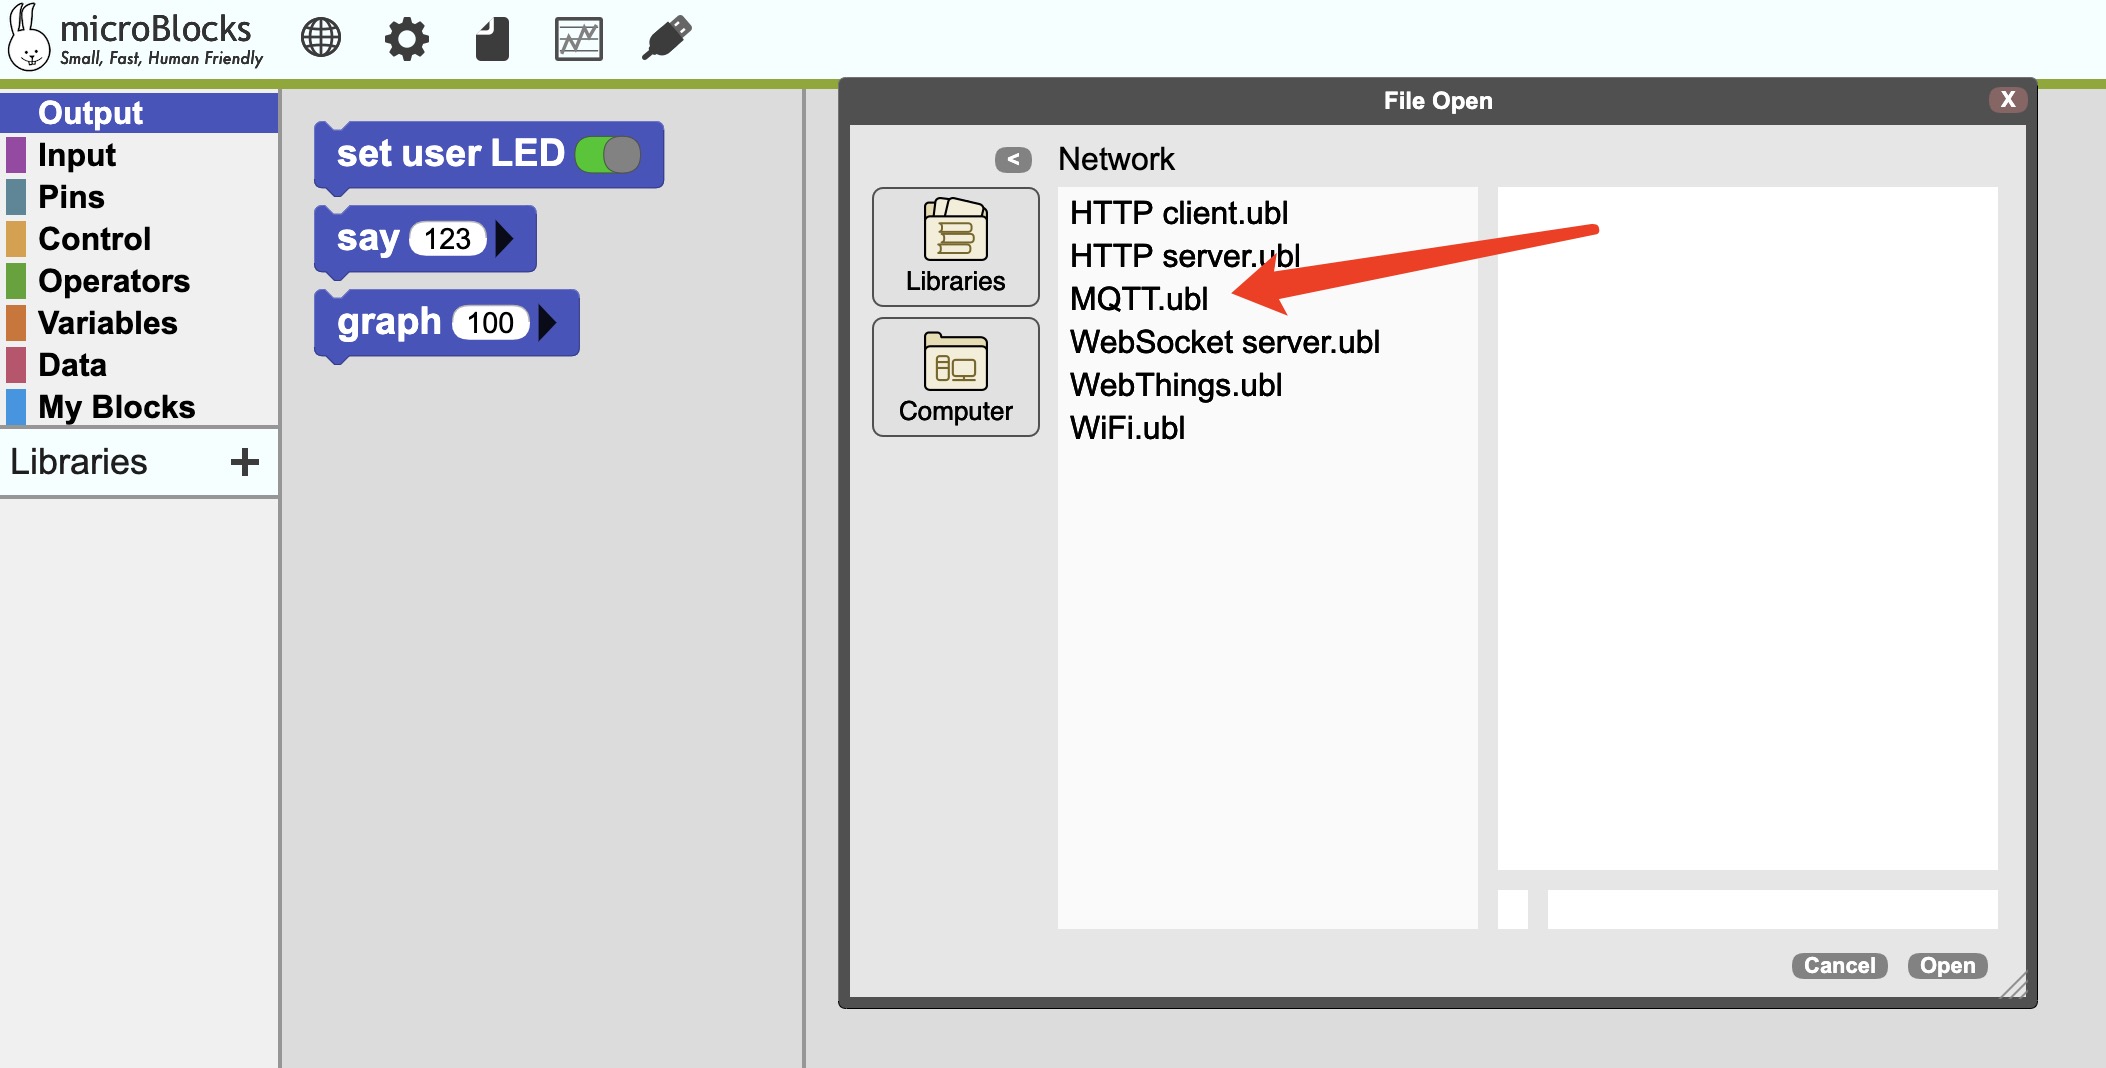 microBlocks
Small, Fast, Human Friendly
Output
Input
Pins
Control
Operators
Variables
Data
My Blocks
Libraries +
set user LED
say 123
graph 100
File Open
X
< Network
Libraries
Computer
HTTP client.ubl
HTTP server.ubl
MQTT.ubl
WebSocket server.ubl
WebThings.ubl
WiFi.ubl
Cancel Open